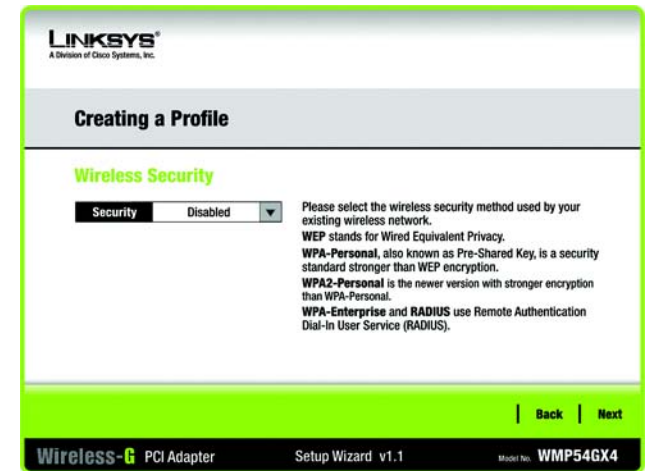 LINKSYS®
A Division of Cisco Systems, Inc.
Creating a Profile
Wireless Security
Security Disabled
Please select the wireless security method used by your
existing wireless network.
WEP stands for Wired Equivalent Privacy.
WPA-Personal, also known as Pre-Shared Key, is a security
standard stronger than WEP encryption.
WPA2-Personal is the newer version with stronger encryption
than WPA-Personal.
WPA-Enterprise and RADIUS use Remote Authentication
Dial-In User Service (RADIUS).
Back Next
Wireless-G PCI Adapter Setup Wizard v1.1 Model No. WMP54GX4